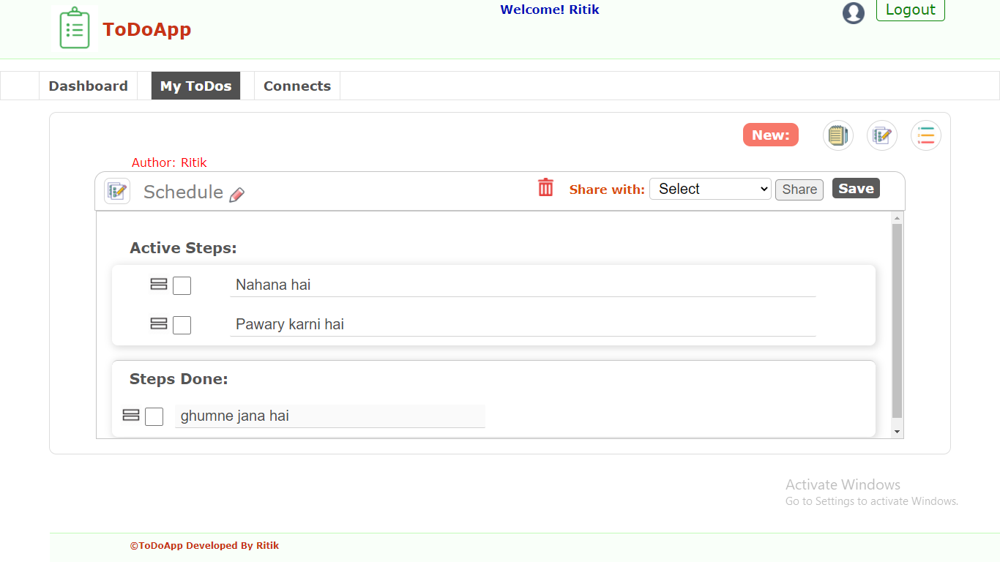 Welcome! Ritik
Logout
ToDoApp
Dashboard
My ToDos
Connects
New:
Author: Ritik
Schedule
Share with:
Select
Share
Save
Active Steps:
Nahana hai
Pawary karni hai
Steps Done:
ghumne jana hai
Activate Windows
Go to Settings to activate Windows.
©ToDoApp Developed By Ritik